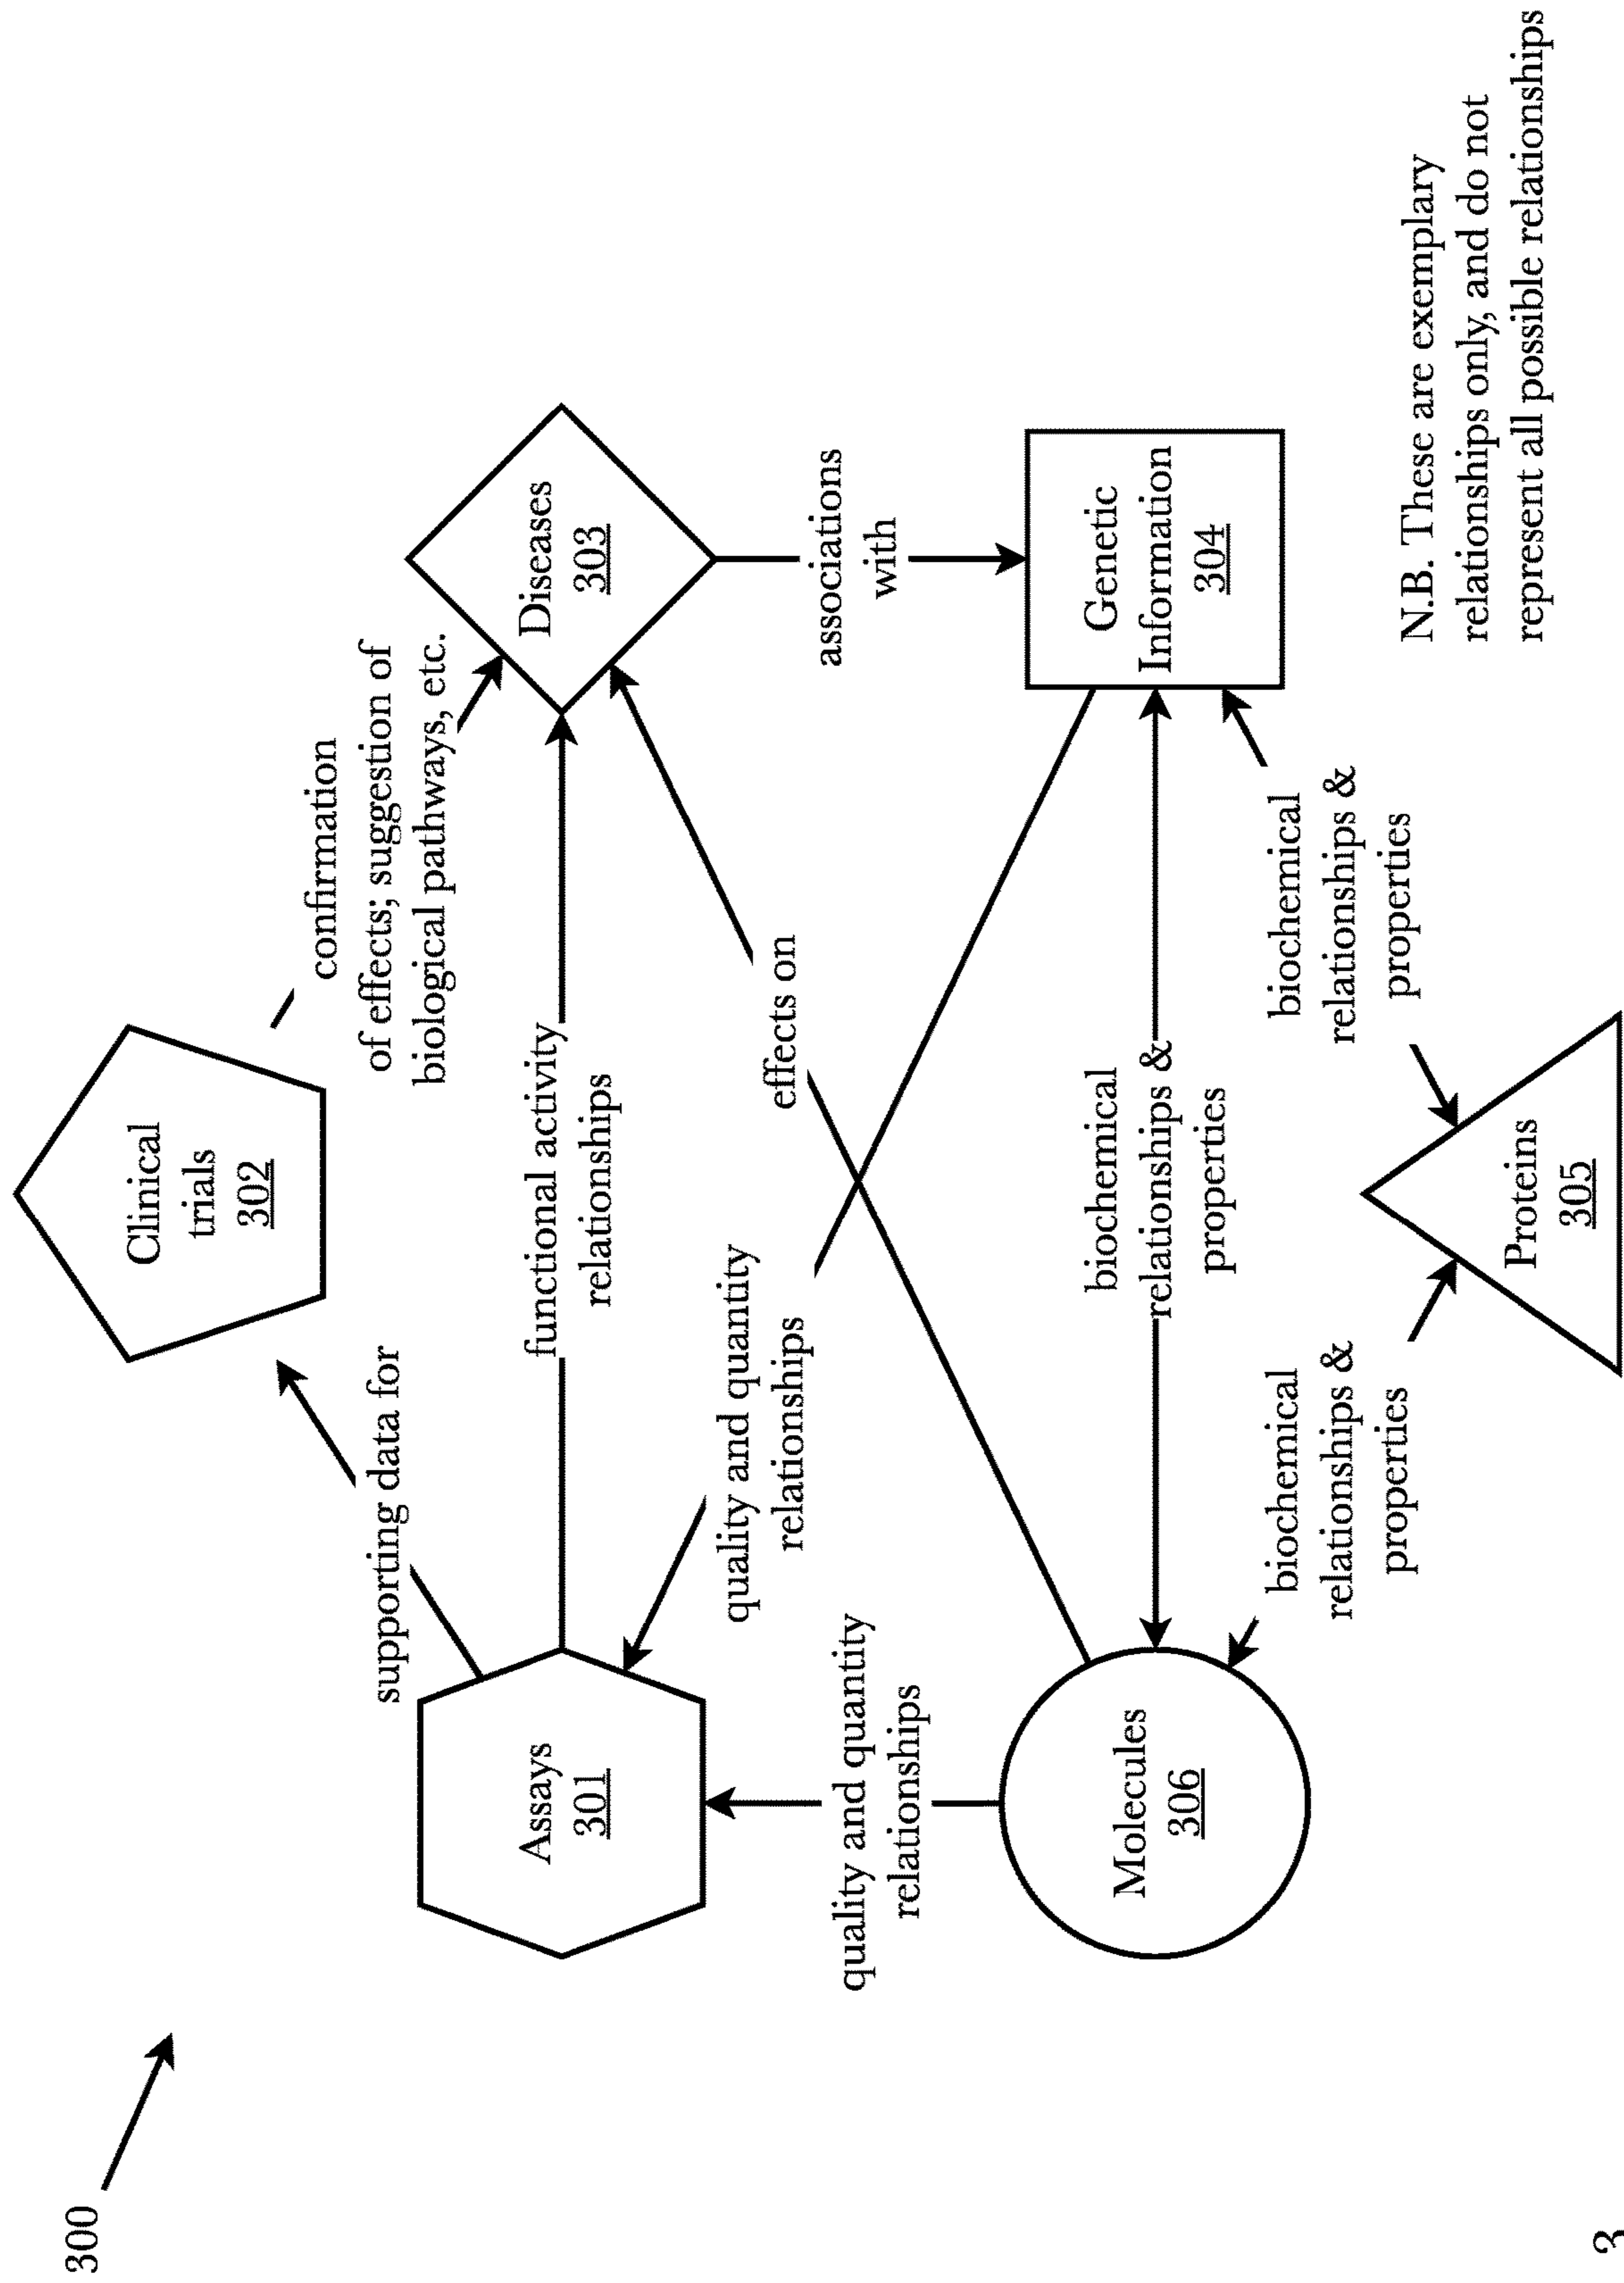 300
Clinical
trials
302
supporting data for
confirmation
of effects; suggestion of
biological pathways, etc.
Assays
301
functional activity
relationships
Diseases
303
quality and quantity
relationships
effects on
associations
with
quality and quantity
relationships
Molecules
306
biochemical
relationships &
properties
Genetic
Information
304
biochemical
relationships &
properties
biochemical
relationships &
properties
Proteins
305
N.B. These are exemplary
relationships only, and do not
represent all possible relationships
3